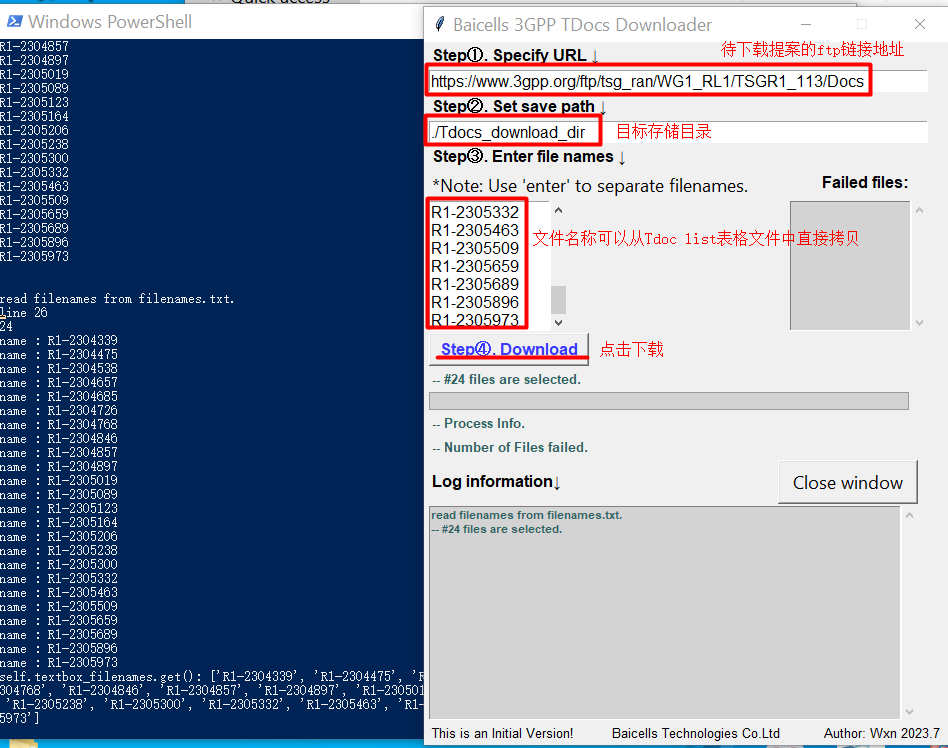 Quick access
Windows PowerShell
R1-2304857
R1-2304897
R1-2305019
R1-2305089
R1-2305123
R1-2305164
R1-2305206
R1-2305238
R1-2305300
R1-2305332
R1-2305463
R1-2305509
R1-2305659
R1-2305689
R1-2305896
R1-2305973
read filenames from filenames.txt.
line 26
24
name : R1-2304339
name : R1-2304475
name : R1-2304538
name : R1-2304657
name : R1-2304685
name : R1-2304726
name : R1-2304768
name : R1-2304846
name : R1-2304857
name : R1-2304897
name : R1-2305019
name : R1-2305089
name : R1-2305123
name : R1-2305164
name : R1-2305206
name : R1-2305238
name : R1-2305300
name : R1-2305332
name : R1-2305463
name : R1-2305509
name : R1-2305659
name : R1-2305689
name : R1-2305896
name : R1-2305973
self.textbox_filenames.get(): ['R1-2304339', 'R1-2304475', 'R
304768', 'R1-2304846', 'R1-2304857', 'R1-2304897', 'R1-230501
 'R1-2305238', 'R1-2305300', 'R1-2305332', 'R1-2305463', 'R1-
5973']
Baicells 3GPP TDocs Downloader
Step①. Specify URL ↓
待下载提案的ftp链接地址
https://www.3gpp.org/ftp/tsg_ran/WG1_RL1/TSGR1_113/Docs
Step②. Set save path ↓
./Tdocs_download_dir
目标存储目录
Step③. Enter file names ↓
*Note: Use 'enter' to separate filenames.
Failed files:
R1-2305332
R1-2305463
R1-2305509
R1-2305659
R1-2305689
R1-2305896
R1-2305973
文件名称可以从Tdoc list表格文件中直接拷贝
Step④. Download
点击下载
-- #24 files are selected.
-- Process Info.
-- Number of Files failed.
Log information↓
Close window
read filenames from filenames.txt.
-- #24 files are selected.
This is an Initial Version!
Baicells Technologies Co.Ltd
Author: Wxn 2023.7